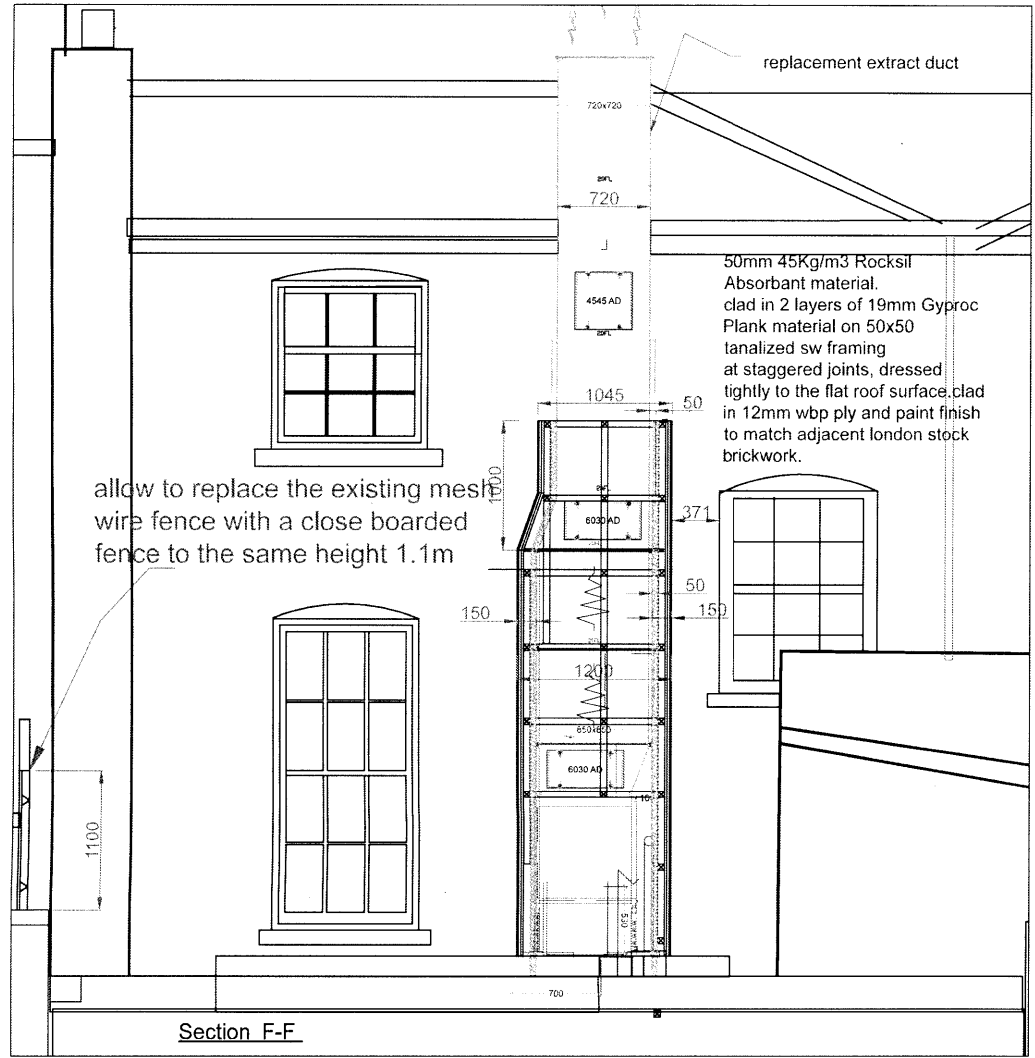 replacement extract duct
720x720
720
4545 AD
50mm 45Kg/m3 Rocksil
Absorbant material.
clad in 2 layers of 19mm Gyproc
Plank material on 50x50
tanalized sw framing
at staggered joints, dressed
tightly to the flat roof surface.clad
in 12mm wbp ply and paint finish
to match adjacent london stock
brickwork.
1045
50
1000
allow to replace the existing mesh
wire fence with a close boarded
fence to the same height 1.1m
6030 AD
371
50
150
150
1200
650x650
6030 AD
1100
530
700
Section F-F